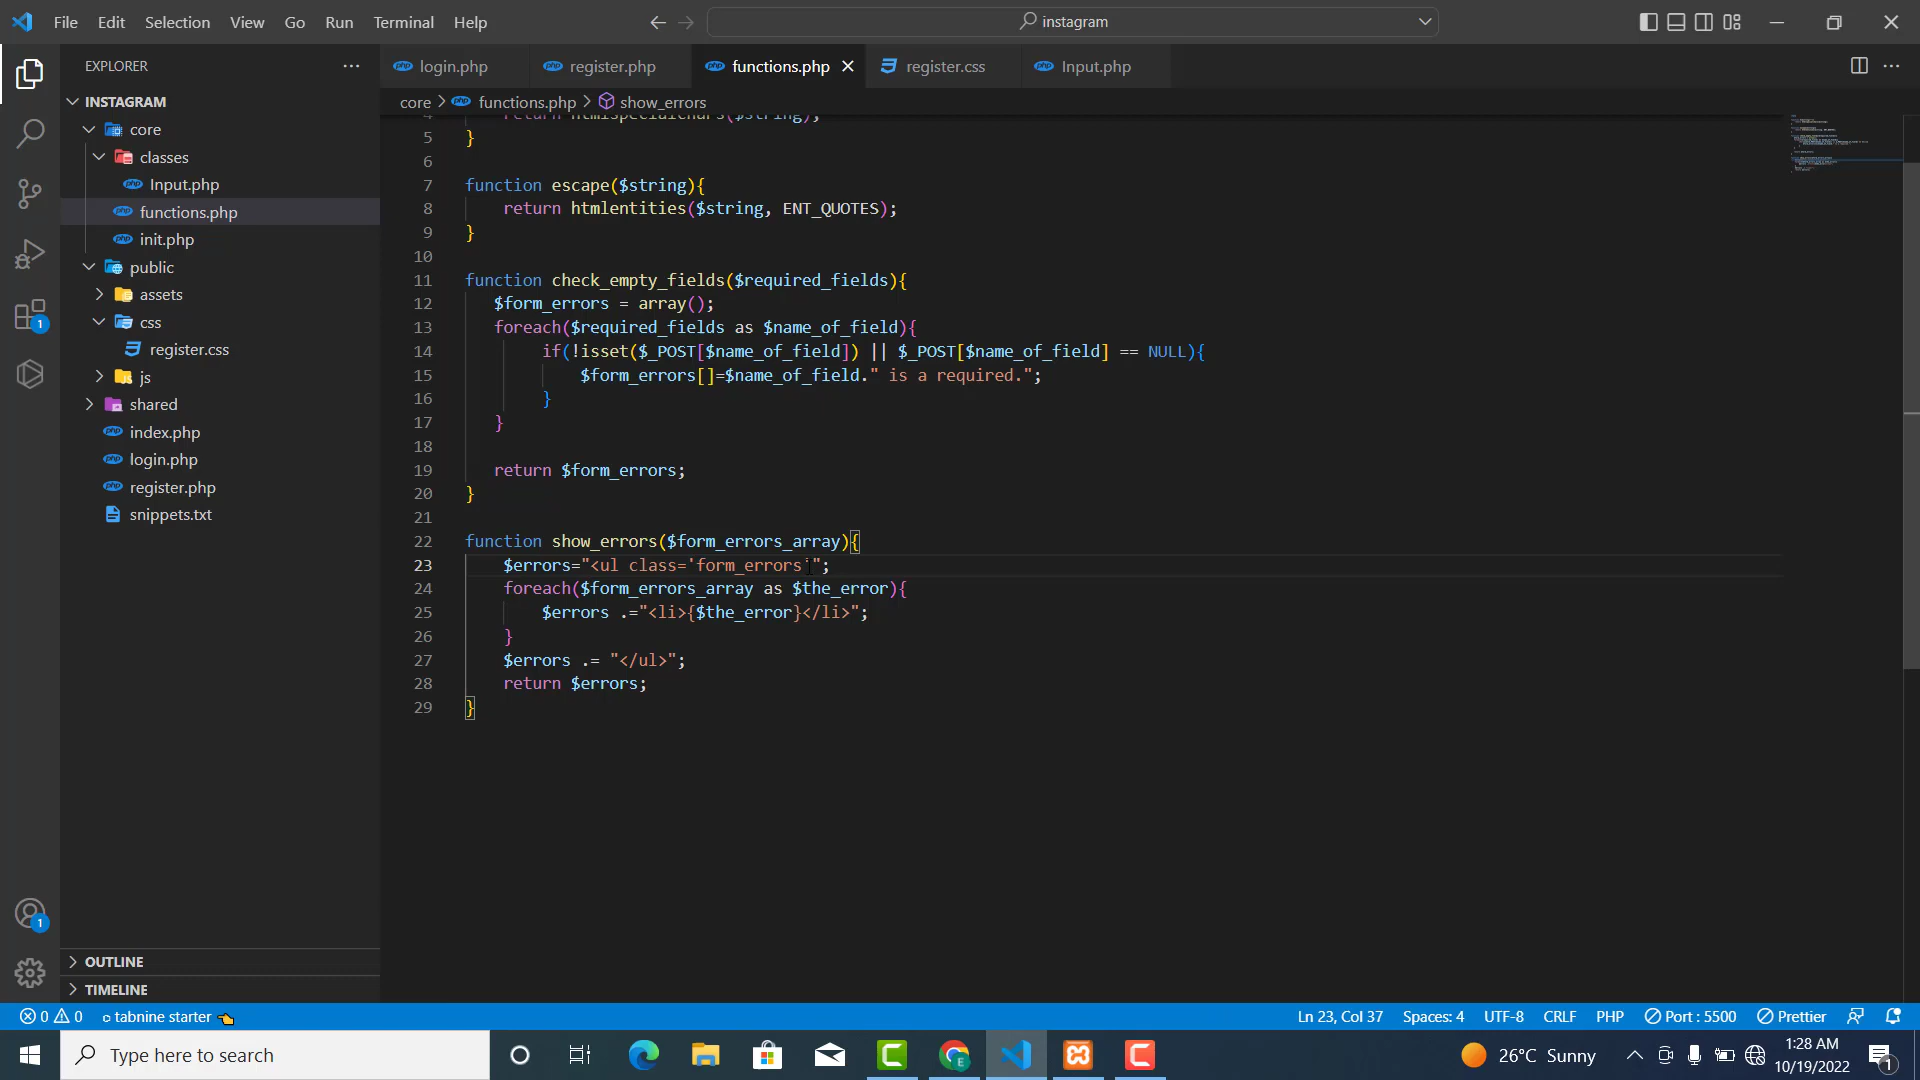 File Edit Selection View Go Run Terminal Help
instagram
EXPLORER
login.php register.php functions.php register.css Input.php
INSTAGRAM
core functions.php show_errors
core
classes
Input.php
functions.php
init.php
public
assets
css
register.css
js
shared
index.php
login.php
register.php
snippets.txt
4 return htmlspecialchars($string);
5 }
6
7 function escape($string){
8 return htmlentities($string, ENT_QUOTES);
9 }
10
11 function check_empty_fields($required_fields){
12 $form_errors = array();
13 foreach($required_fields as $name_of_field){
14 if(!isset($_POST[$name_of_field]) || $_POST[$name_of_field] == NULL){
15 $form_errors[]=$name_of_field." is a required.";
16 }
17 }
18
19 return $form_errors;
20 }
21
22 function show_errors($form_errors_array){
23 $errors="<ul class='form_errors'";
24 foreach($form_errors_array as $the_error){
25 $errors .="<li>{$the_error}</li>";
26 }
27 $errors .= "</ul>";
28 return $errors;
29 }
1
1
OUTLINE
TIMELINE
0 0 tabnine starter
Ln 23, Col 37 Spaces: 4 UTF-8 CRLF PHP Port : 5500 Prettier
Type here to search
26°C Sunny
1:28 AM
10/19/2022
1